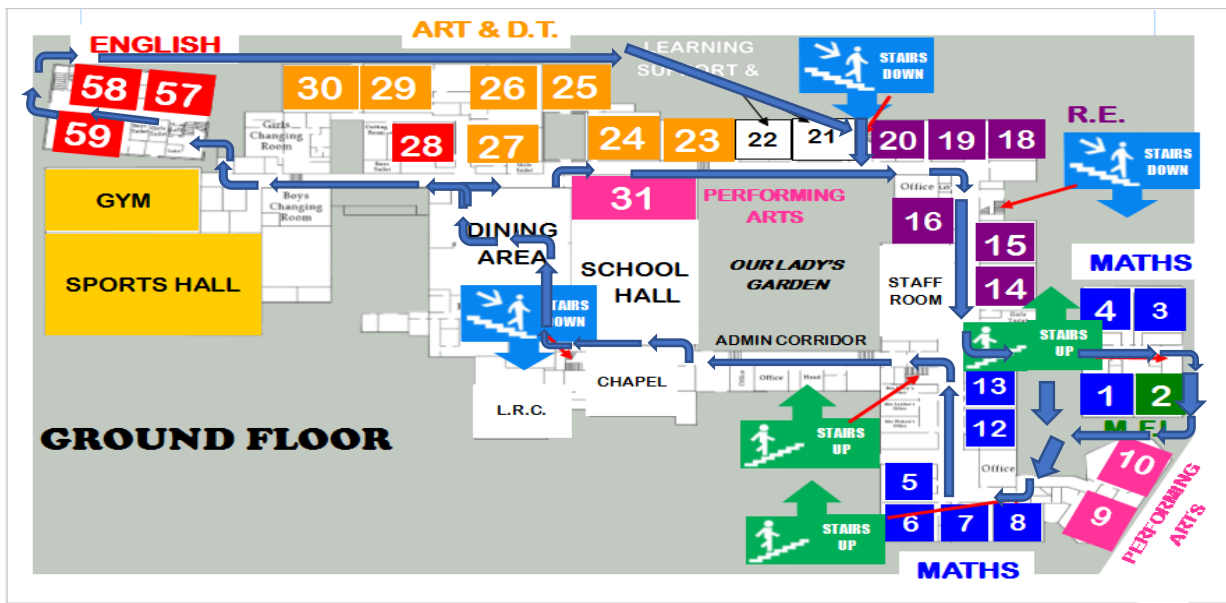 ENGLISH
ART & D.T.
LEARNING
SUPPORT &
STAIRS
DOWN
58
57
59
30
29
26
25
28
27
24
23
22
21
20
19
18
R.E.
STAIRS
DOWN
Girls
Changing
Room
Boys
Changing
Room
GYM
SPORTS HALL
DINING
AREA
STAIRS
DOWN
31
PERFORMING
ARTS
SCHOOL
HALL
OUR LADY'S
GARDEN
Office
16
STAFF
ROOM
15
14
MATHS
4
3
STAIRS
UP
1
2
M.F.L
ADMIN CORRIDOR
CHAPEL
L.R.C.
Office
Office
Head
13
12
Office
GROUND FLOOR
STAIRS
UP
STAIRS
UP
5
6
7
8
10
9
PERFORMING
ARTS
MATHS